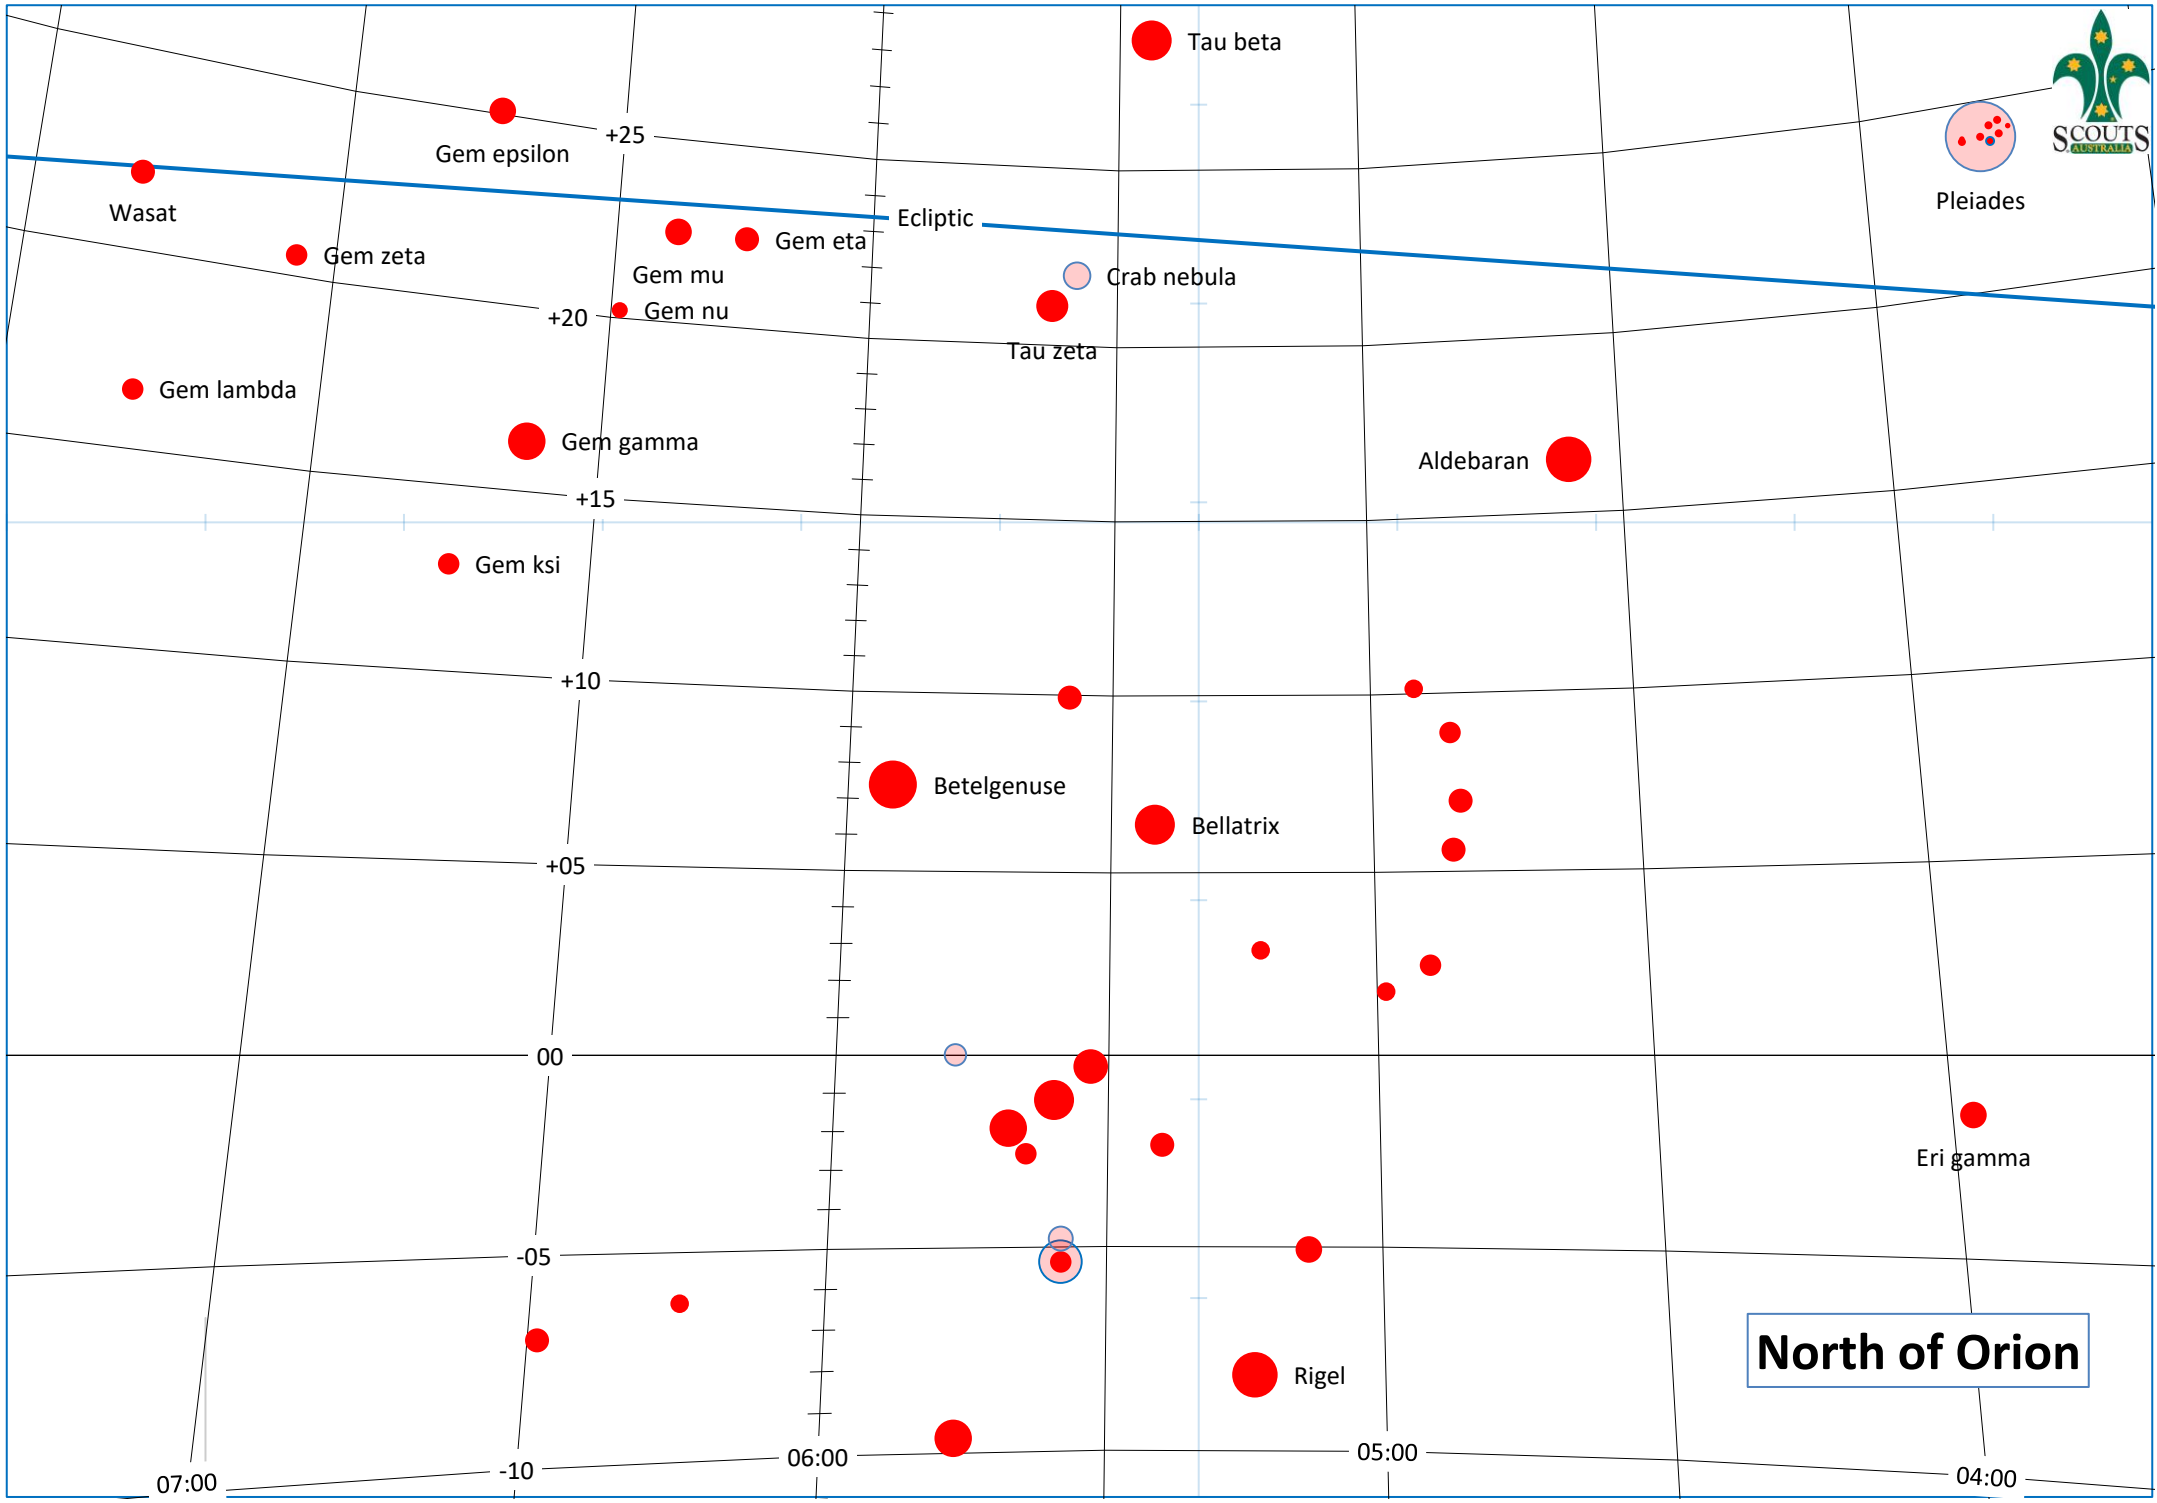 Tau beta
SCOUTS
AUSTRALIA
+25
Gem epsilon
Pleiades
Wasat
Ecliptic
Gem eta
Gem zeta
Gem mu
Crab nebula
Gem nu
+20
Tau zeta
Gem lambda
Gem gamma
Aldebaran
+15
Gem ksi
+10
Betelgenuse
Bellatrix
+05
00
Eri gamma
-05
North of Orion
Rigel
05:00
06:00
-10
04:00
07:00